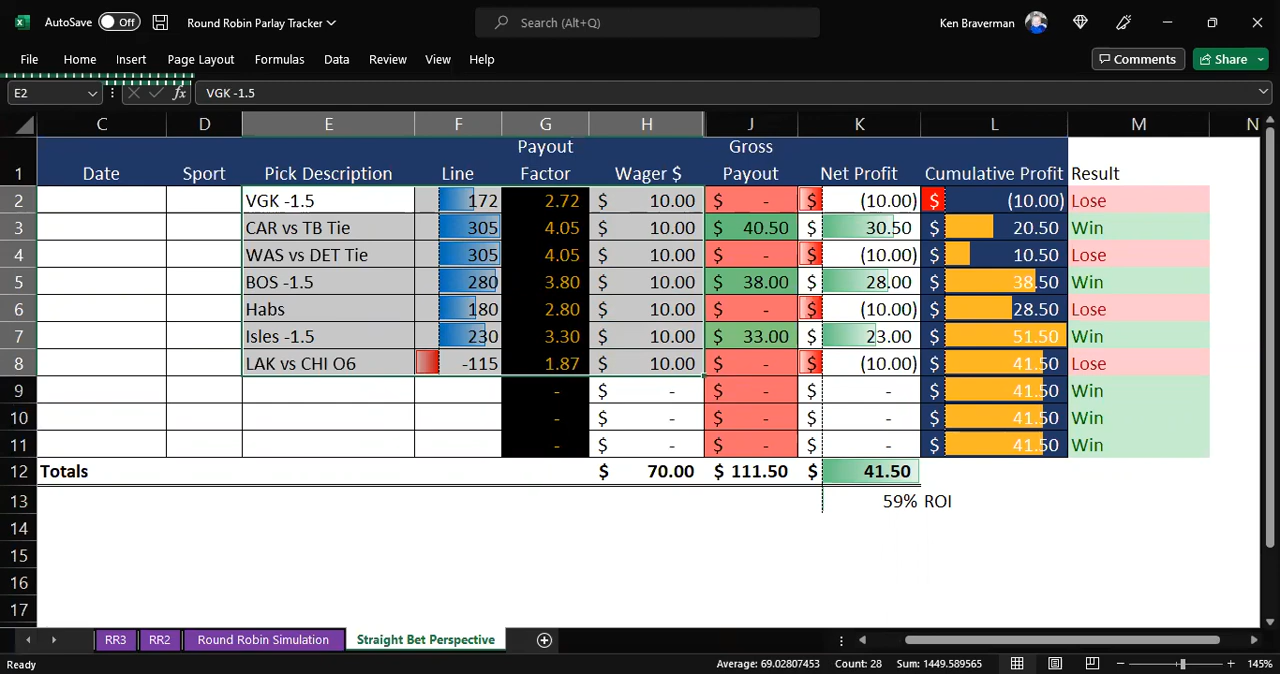 AutoSave Off Round Robin Parlay Tracker Search (Alt+Q) Ken Braverman
File Home Insert Page Layout Formulas Data Review View Help Comments Share
E2 fx VGK -1.5
C D E F G H J K L M N
1 Date Sport Pick Description Line Payout Factor Wager $ Gross Payout Net Profit Cumulative Profit Result
2 VGK -1.5 172 2.72 $ 10.00 $ - $ (10.00) $ (10.00) Lose
3 CAR vs TB Tie 305 4.05 $ 10.00 $ 40.50 $ 30.50 $ 20.50 Win
4 WAS vs DET Tie 305 4.05 $ 10.00 $ - $ (10.00) $ 10.50 Lose
5 BOS -1.5 280 3.80 $ 10.00 $ 38.00 $ 28.00 $ 38.50 Win
6 Habs 180 2.80 $ 10.00 $ - $ (10.00) $ 28.50 Lose
7 Isles -1.5 230 3.30 $ 10.00 $ 33.00 $ 23.00 $ 51.50 Win
8 LAK vs CHI O6 -115 1.87 $ 10.00 $ - $ (10.00) $ 41.50 Lose
9 - $ - $ - $ - $ 41.50 Win
10 - $ - $ - $ - $ 41.50 Win
11 - $ - $ - $ - $ 41.50 Win
12 Totals $ 70.00 $ 111.50 $ 41.50
13 59% ROI
14
15
16
17
RR3 RR2 Round Robin Simulation Straight Bet Perspective
Ready Average: 69.02807453 Count: 28 Sum: 1449.589565 145%